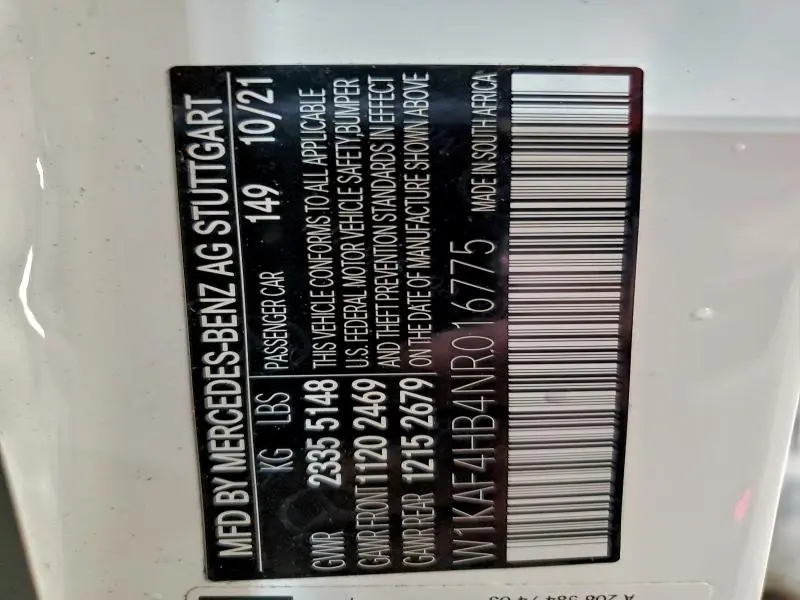 MFD BY MERCEDES-BENZ AG STUTTGART
KG LBS PASSENGER CAR 149 10/21
GVWR 2335 5148 THIS VEHICLE CONFORMS TO ALL APPLICABLE
GAWR FRONT 1120 2469 U.S. FEDERAL MOTOR VEHICLE SAFETY,BUMPER
GAWR REAR 1215 2679 AND THEFT PREVENTION STANDARDS IN EFFECT
ON THE DATE OF MANUFACTURE SHOWN ABOVE
W1KAF4HB4NR016775 MADE IN SOUTH AFRICA